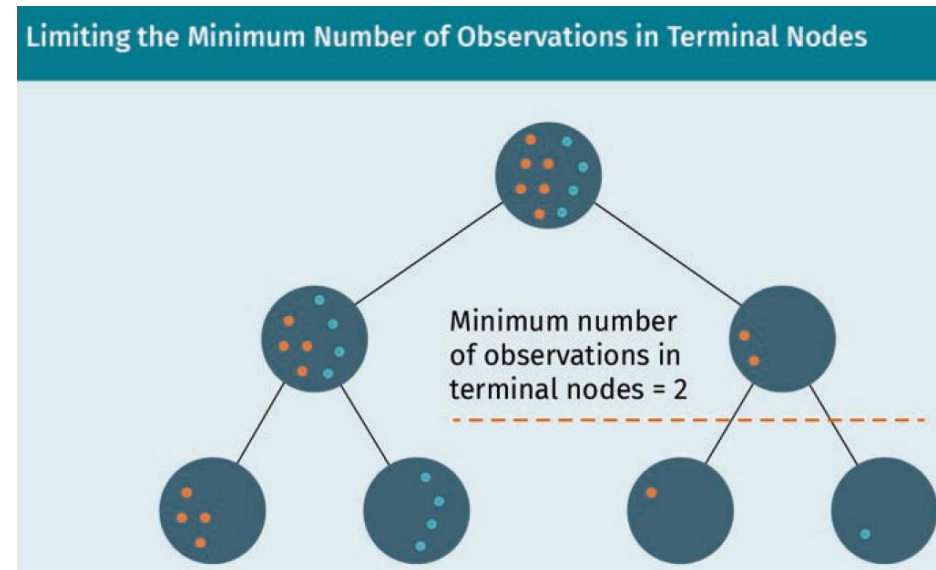 Limiting the Minimum Number of Observations in Terminal Nodes
Minimum number
of observations in
terminal nodes = 2